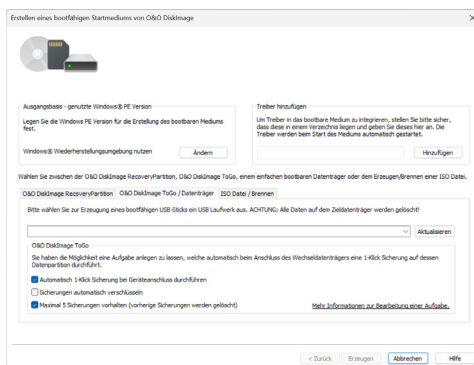 Erstellen eines bootfähigen Startmediums von O&O DiskImage
Ausgangsbasis - genutzte Windows® PE Version
Legen Sie die Windows PE Version für die Erstellung des bootbaren Mediums
fest.
Windows® Wiederherstellungsumgebung nutzen
Ändern
Treiber hinzufügen
Um Treiber in das bootbare Medium zu integrieren, stellen Sie bitte sicher,
dass diese in einem Verzeichnis liegen und geben Sie dieses hier an. Die
Treiber werden beim Start des Mediums automatisch gestartet.
Hinzufügen
Wählen Sie zwischen der O&O DiskImage RecoveryPartition, O&O DiskImage ToGo, einem einfachen bootbaren Datenträger oder dem Erzeugen/Brennen einer ISO Datei.
O&O DiskImage RecoveryPartition
O&O DiskImage ToGo / Datenträger
ISO Datei / Brennen
Bitte wählen Sie zur Erzeugung eines bootfähigen USB-Sticks ein USB Laufwerk aus. ACHTUNG: Alle Daten auf dem Zieldatenträger werden gelöscht!
Aktualisieren
O&O DiskImage ToGo
Sie haben die Möglichkeit eine Aufgabe anlegen zu lassen, welche automatisch beim Anschluss des Wechseldatenträgers eine 1-Klick Sicherung auf dessen
Datenpartition durchführt.
Automatisch 1-Klick Sicherung bei Geräteanschluss durchführen
Sicherungen automatisch verschlüsseln
Maximal 5 Sicherungen vorhalten (vorherige Sicherungen werden gelöscht)
Mehr Informationen zur Bearbeitung einer Aufgabe.
< Zurück
Erzeugen
Abbrechen
Hilfe